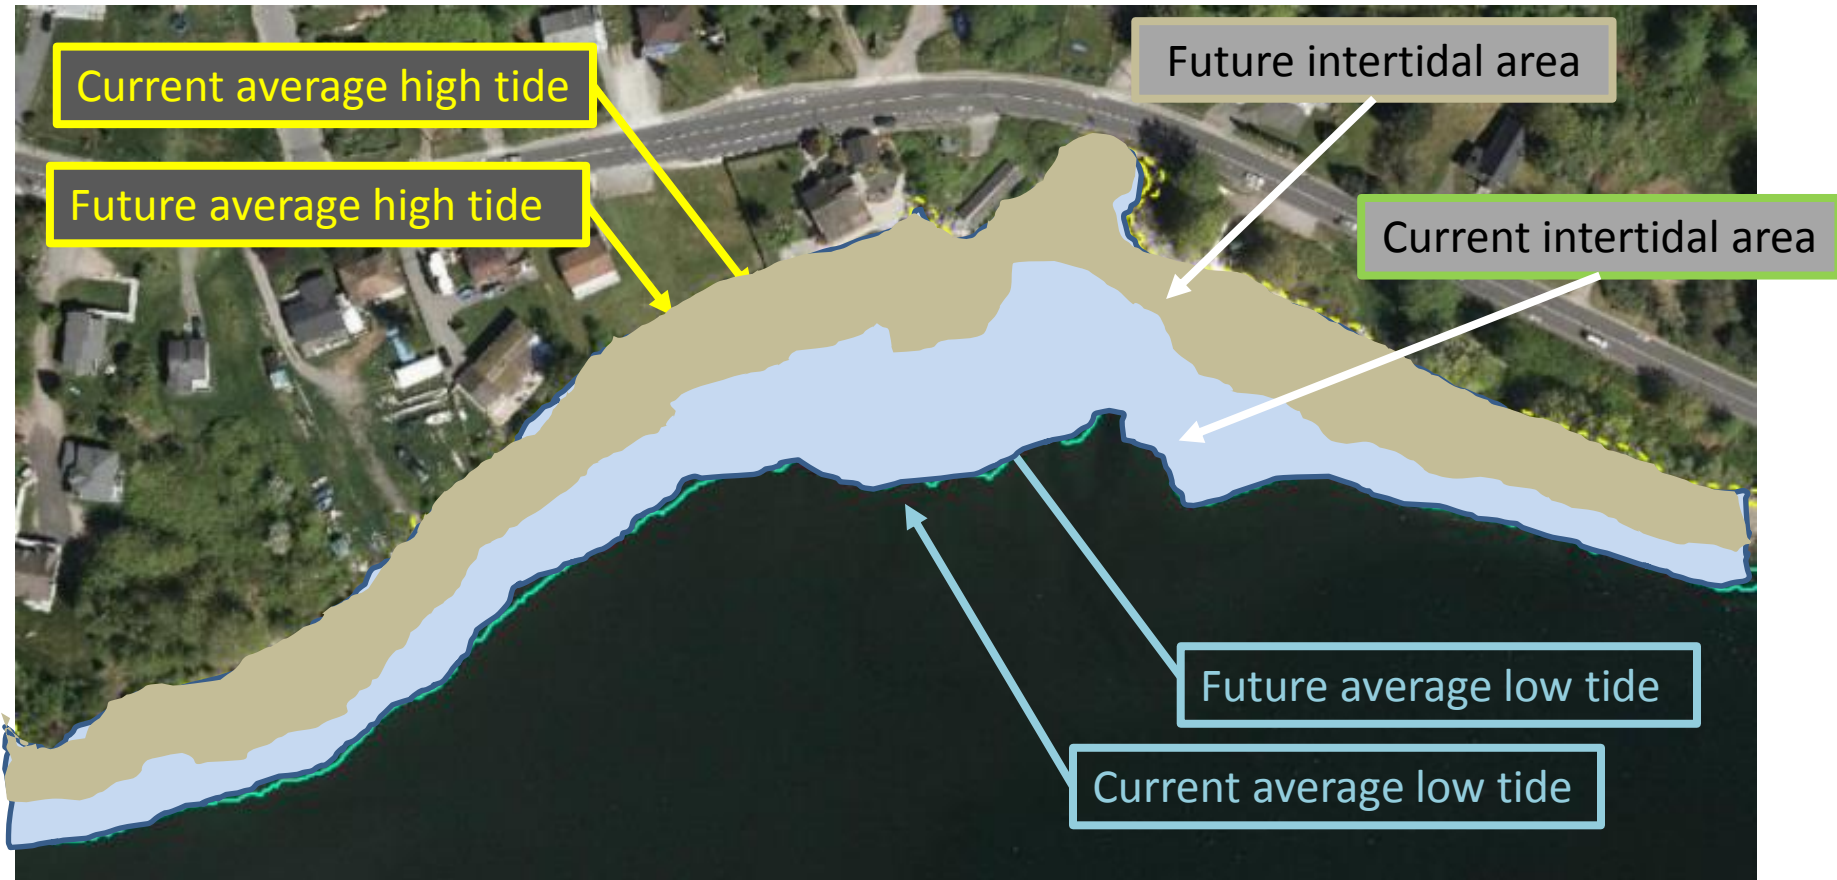 Current average high tide
Future intertidal area
Future average high tide
Current intertidal area
Future average low tide
Current average low tide